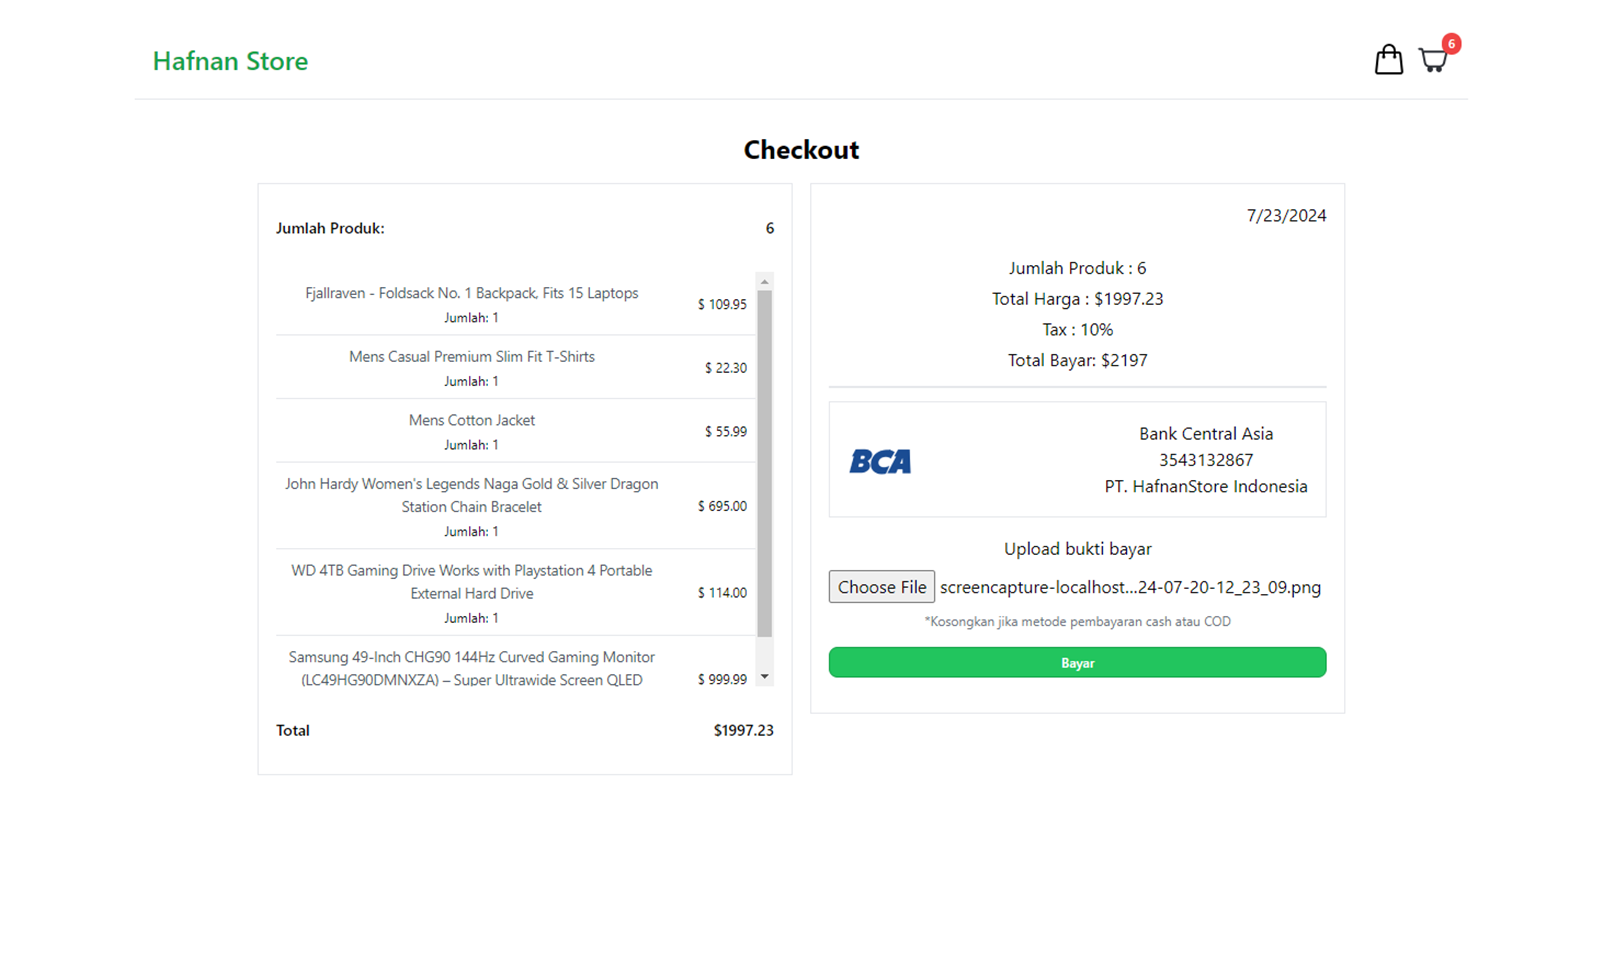 Hafnan Store
6
Checkout
Jumlah Produk: 6
Fjallraven - Foldsack No. 1 Backpack, Fits 15 Laptops
Jumlah: 1
$ 109.95
Mens Casual Premium Slim Fit T-Shirts
Jumlah: 1
$ 22.30
Mens Cotton Jacket
Jumlah: 1
$ 55.99
John Hardy Women's Legends Naga Gold & Silver Dragon
Station Chain Bracelet
Jumlah: 1
$ 695.00
WD 4TB Gaming Drive Works with Playstation 4 Portable
External Hard Drive
Jumlah: 1
$ 114.00
Samsung 49-Inch CHG90 144Hz Curved Gaming Monitor
(LC49HG90DMNXZA) – Super Ultrawide Screen QLED
$ 999.99
Total $1997.23
7/23/2024
Jumlah Produk : 6
Total Harga : $1997.23
Tax : 10%
Total Bayar: $2197
BCA
Bank Central Asia
3543132867
PT. HafnanStore Indonesia
Upload bukti bayar
Choose File screencapture-localhost...24-07-20-12_23_09.png
*Kosongkan jika metode pembayaran cash atau COD
Bayar